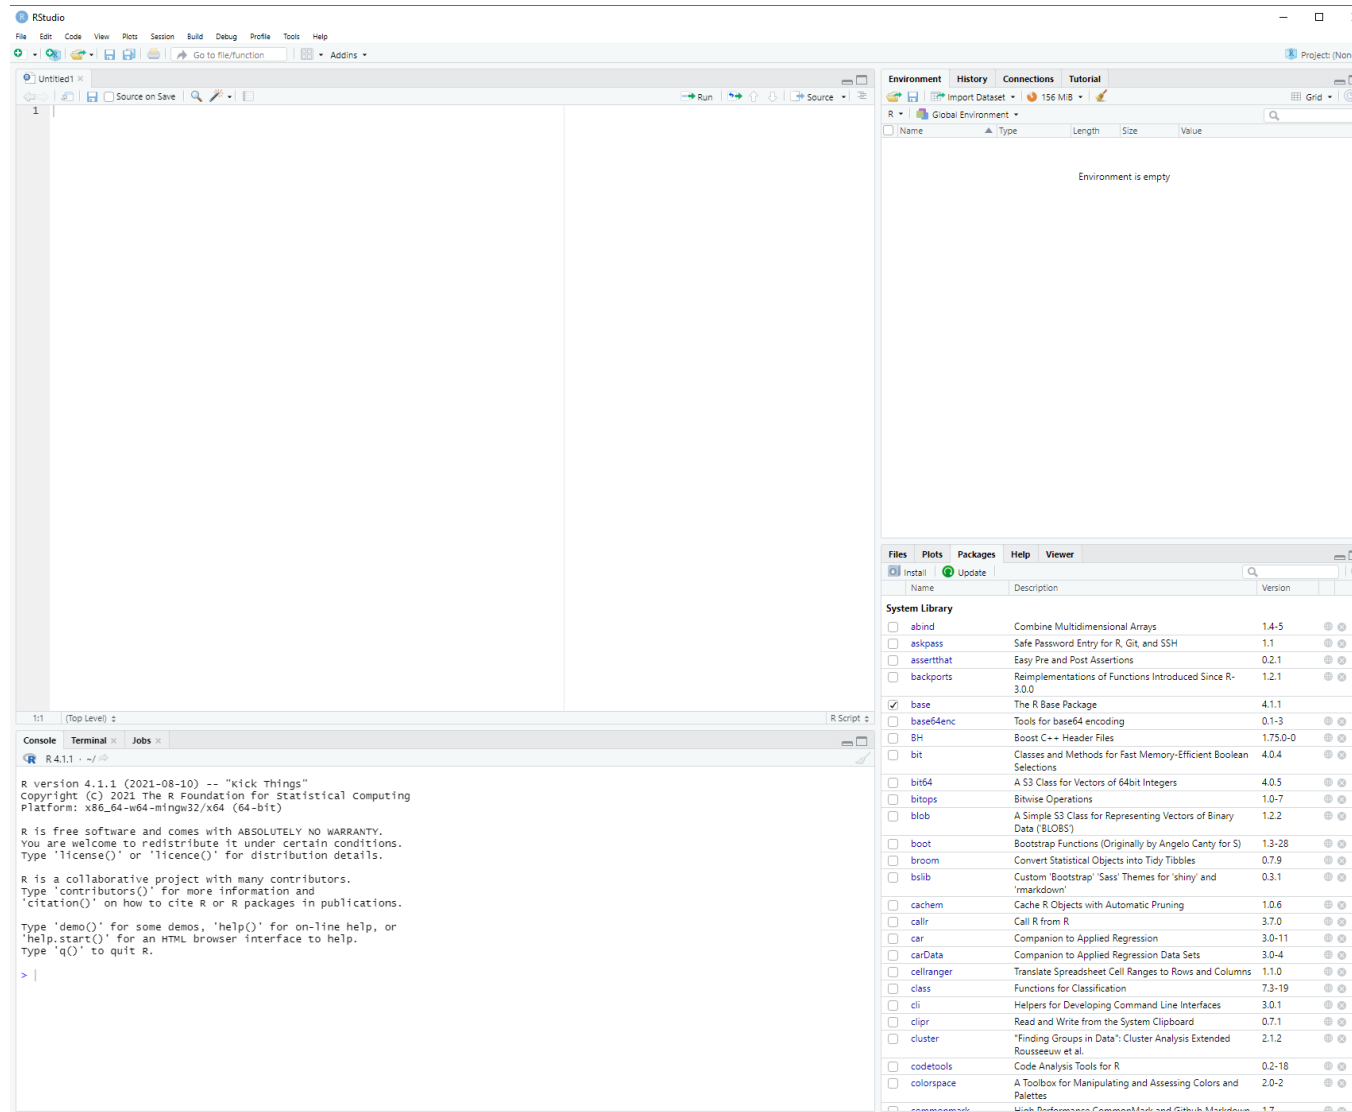 RStudio
File Edit Code View Plots Session Build Debug Profile Tools Help
Go to file/function Addins Project: (Non
Untitled1
Source on Save Run Source
1
1:1 (Top Level) R Script
Console Terminal Jobs
R 4.1.1 · ~/
R version 4.1.1 (2021-08-10) -- "Kick Things"
Copyright (C) 2021 The R Foundation for Statistical Computing
Platform: x86_64-w64-mingw32/x64 (64-bit)
R is free software and comes with ABSOLUTELY NO WARRANTY.
You are welcome to redistribute it under certain conditions.
Type 'license()' or 'licence()' for distribution details.
R is a collaborative project with many contributors.
Type 'contributors()' for more information and
'citation()' on how to cite R or R packages in publications.
Type 'demo()' for some demos, 'help()' for on-line help, or
'help.start()' for an HTML browser interface to help.
Type 'q()' to quit R.
>
Environment History Connections Tutorial
Import Dataset 156 MiB Grid
R Global Environment
Name Type Length Size Value
Environment is empty
Files Plots Packages Help Viewer
Install Update
Name Description Version
System Library
abind Combine Multidimensional Arrays 1.4-5
askpass Safe Password Entry for R, Git, and SSH 1.1
assertthat Easy Pre and Post Assertions 0.2.1
backports Reimplementations of Functions Introduced Since R- 1.2.1
3.0.0
base The R Base Package 4.1.1
base64enc Tools for base64 encoding 0.1-3
BH Boost C++ Header Files 1.75.0-0
bit Classes and Methods for Fast Memory-Efficient Boolean 4.0.4
Selections
bit64 A S3 Class for Vectors of 64bit Integers 4.0.5
bitops Bitwise Operations 1.0-7
blob A Simple S3 Class for Representing Vectors of Binary 1.2.2
Data ('BLOBS')
boot Bootstrap Functions (Originally by Angelo Canty for S) 1.3-28
broom Convert Statistical Objects into Tidy Tibbles 0.7.9
bslib Custom 'Bootstrap' 'Sass' Themes for 'shiny' and 0.3.1
'rmarkdown'
cachem Cache R Objects with Automatic Pruning 1.0.6
callr Call R from R 3.7.0
car Companion to Applied Regression 3.0-11
carData Companion to Applied Regression Data Sets 3.0-4
cellranger Translate Spreadsheet Cell Ranges to Rows and Columns 1.1.0
class Functions for Classification 7.3-19
cli Helpers for Developing Command Line Interfaces 3.0.1
clipr Read and Write from the System Clipboard 0.7.1
cluster "Finding Groups in Data": Cluster Analysis Extended 2.1.2
Rousseeuw et al.
codetools Code Analysis Tools for R 0.2-18
colorspace A Toolbox for Manipulating and Assessing Colors and 2.0-2
Palettes
commonmark High Performance CommonMark and Github Markdown 1.7